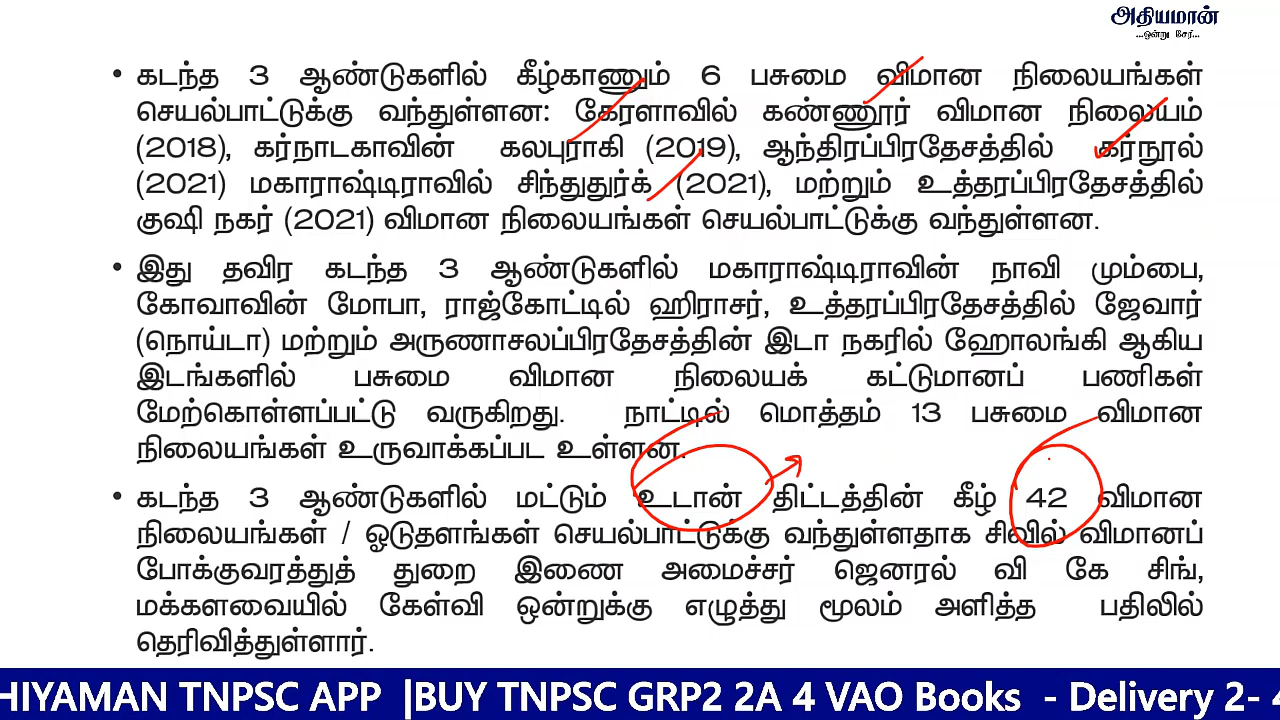 அதியமான்
...ஒன்று சேர்...
• கடந்த 3 ஆண்டுகளில் கீழ்காணும் 6 பசுமை விமான நிலையங்கள்
செயல்பாட்டுக்கு வந்துள்ளன: கேரளாவில் கண்ணூர் விமான நிலையம்
(2018), கர்நாடகாவின் கலபுராகி (2019), ஆந்திரப்பிரதேசத்தில் கர்நூல்
(2021) மகாராஷ்டிராவில் சிந்துதுர்க் (2021), மற்றும் உத்தரப்பிரதேசத்தில்
குஷி நகர் (2021) விமான நிலையங்கள் செயல்பாட்டுக்கு வந்துள்ளன.
• இது தவிர கடந்த 3 ஆண்டுகளில் மகாராஷ்டிராவின் நாவி மும்பை,
கோவாவின் மோபா, ராஜ்கோட்டில் ஹிராசர், உத்தரப்பிரதேசத்தில் ஜேவார்
(நொய்டா) மற்றும் அருணாசலப்பிரதேசத்தின் இடா நகரில் ஹோலங்கி ஆகிய
இடங்களில் பசுமை விமான நிலையக் கட்டுமானப் பணிகள்
மேற்கொள்ளப்பட்டு வருகிறது. நாட்டில் மொத்தம் 13 பசுமை விமான
நிலையங்கள் உருவாக்கப்பட உள்ளன.
• கடந்த 3 ஆண்டுகளில் மட்டும் உடான் திட்டத்தின் கீழ் 42 விமான
நிலையங்கள் / ஓடுதளங்கள் செயல்பாட்டுக்கு வந்துள்ளதாக சிவில் விமானப்
போக்குவரத்துத் துறை இணை அமைச்சர் ஜெனரல் வி கே சிங்,
மக்களவையில் கேள்வி ஒன்றுக்கு எழுத்து மூலம் அளித்த பதிலில்
தெரிவித்துள்ளார்.
HIYAMAN TNPSC APP |BUY TNPSC GRP2 2A 4 VAO Books - Delivery 2- 4